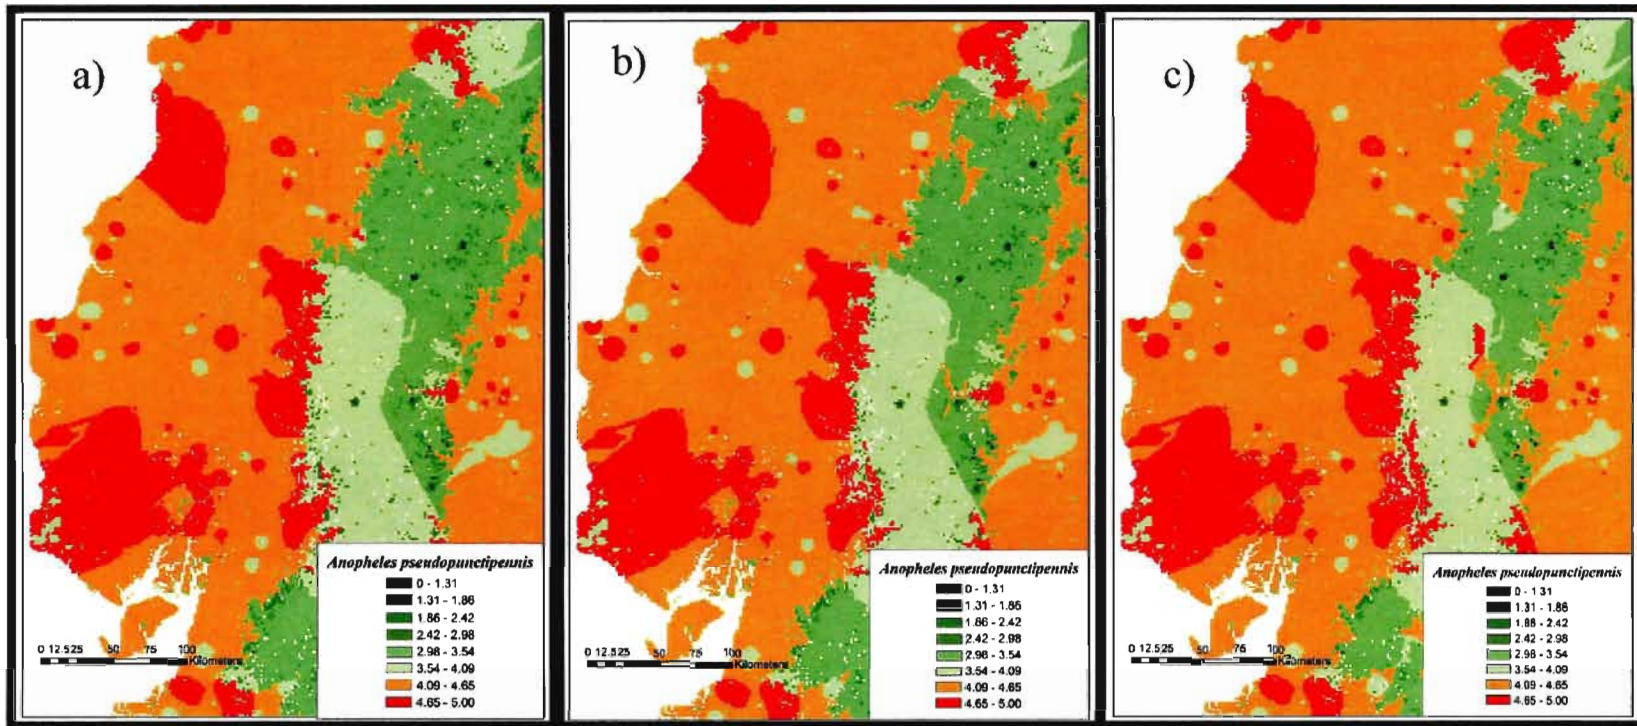 a)
Anopheles pseudopunctipennis
0 - 1.31
1.31 - 1.86
1.86 - 2.42
2.42 - 2.98
2.98 - 3.54
3.54 - 4.09
4.09 - 4.65
4.65 - 5.00
0 12.525 50 75 100
Kilometers
b)
Anopheles pseudopunctipennis
0 - 1.31
1.31 - 1.86
1.86 - 2.42
2.42 - 2.98
2.98 - 3.54
3.54 - 4.09
4.09 - 4.65
4.65 - 5.00
0 12.525 50 75 100
Kilometers
c)
Anopheles pseudopunctipennis
0 - 1.31
1.31 - 1.86
1.86 - 2.42
2.42 - 2.98
2.98 - 3.54
3.54 - 4.09
4.09 - 4.65
4.65 - 5.00
0 12.525 50 75 100
Kilometers